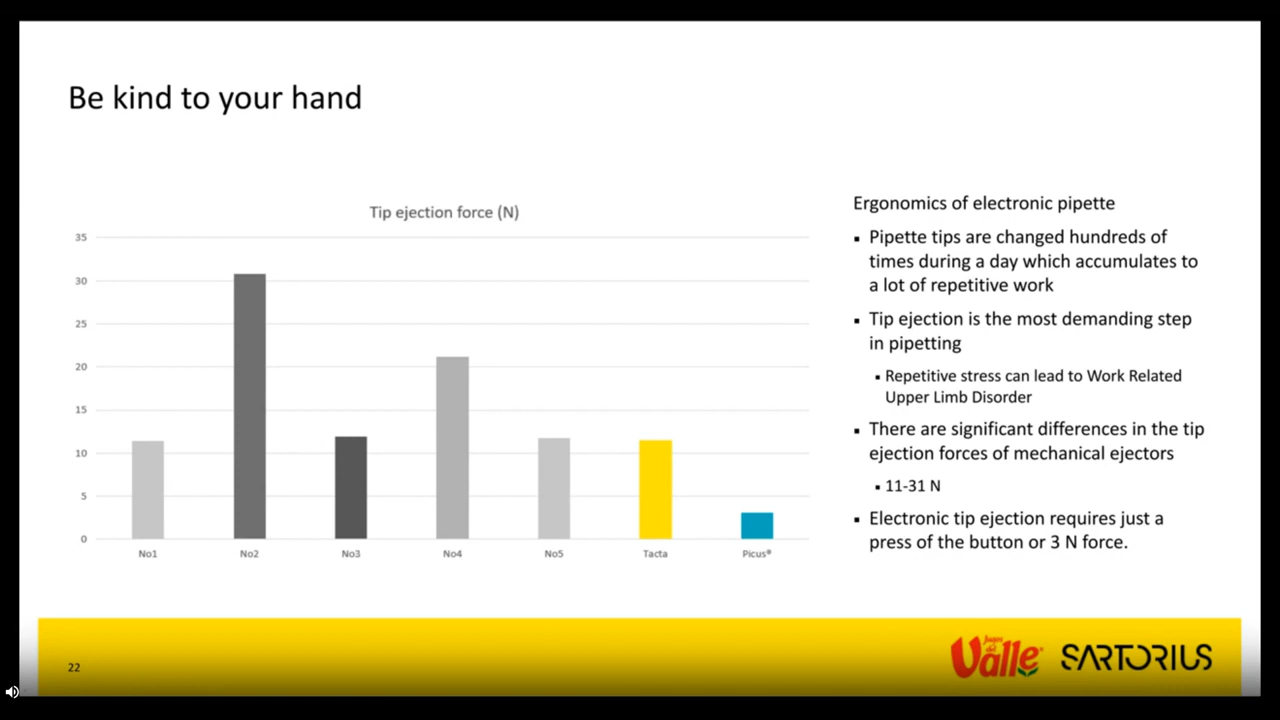 Be kind to your hand
Tip ejection force (N)
35
30
25
20
15
10
5
0
No1 No2 No3 No4 No5 Tacta Picus®
Ergonomics of electronic pipette
▪ Pipette tips are changed hundreds of
times during a day which accumulates to
a lot of repetitive work
▪ Tip ejection is the most demanding step
in pipetting
▪ Repetitive stress can lead to Work Related
Upper Limb Disorder
▪ There are significant differences in the tip
ejection forces of mechanical ejectors
▪ 11-31 N
▪ Electronic tip ejection requires just a
press of the button or 3 N force.
22
Jugos del
Valle
SARTORIUS